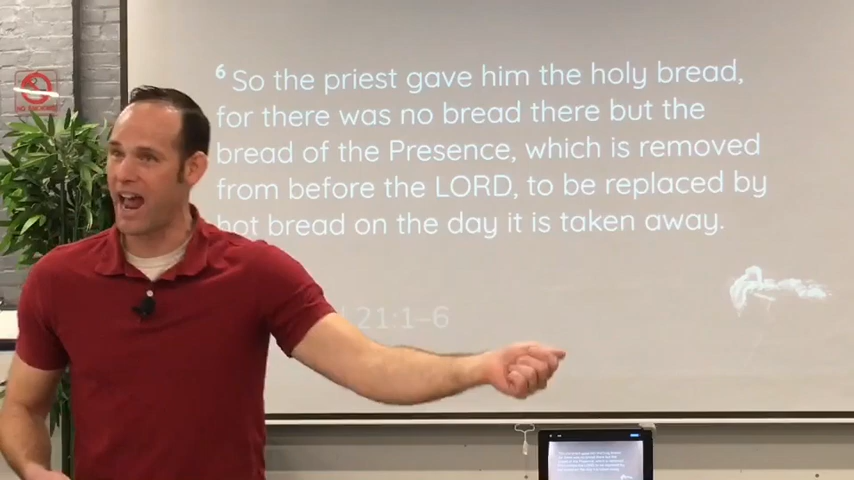 NO SMOKING
6 So the priest gave him the holy bread,
for there was no bread there but the
bread of the Presence, which is removed
from before the LORD, to be replaced by
hot bread on the day it is taken away.
21:1–6